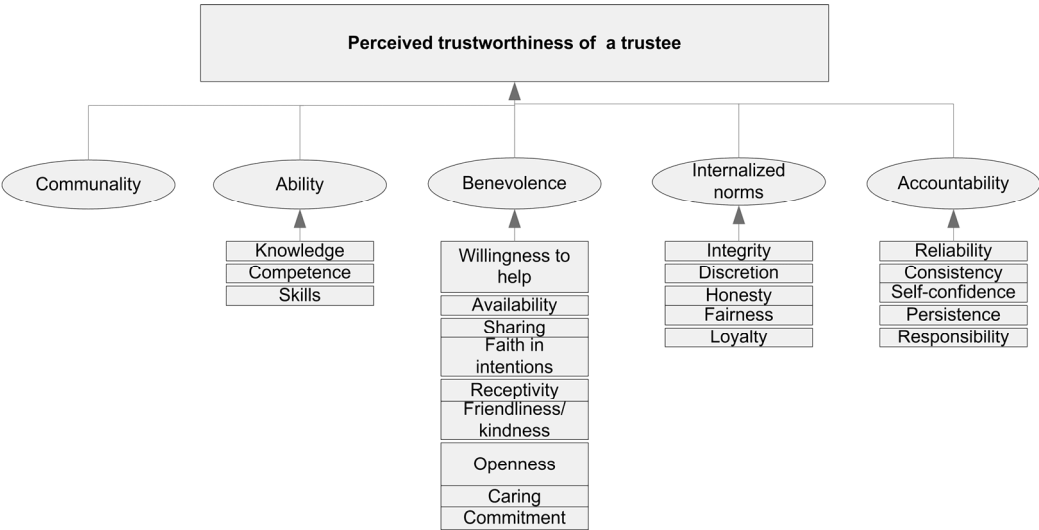 Perceived trustworthiness of a trustee
Communality
Ability
Benevolence
Internalized
norms
Accountability
Knowledge
Competence
Skills
Willingness to
help
Availability
Sharing
Faith in
intentions
Receptivity
Friendliness/
kindness
Openness
Caring
Commitment
Integrity
Discretion
Honesty
Fairness
Loyalty
Reliability
Consistency
Self-confidence
Persistence
Responsibility